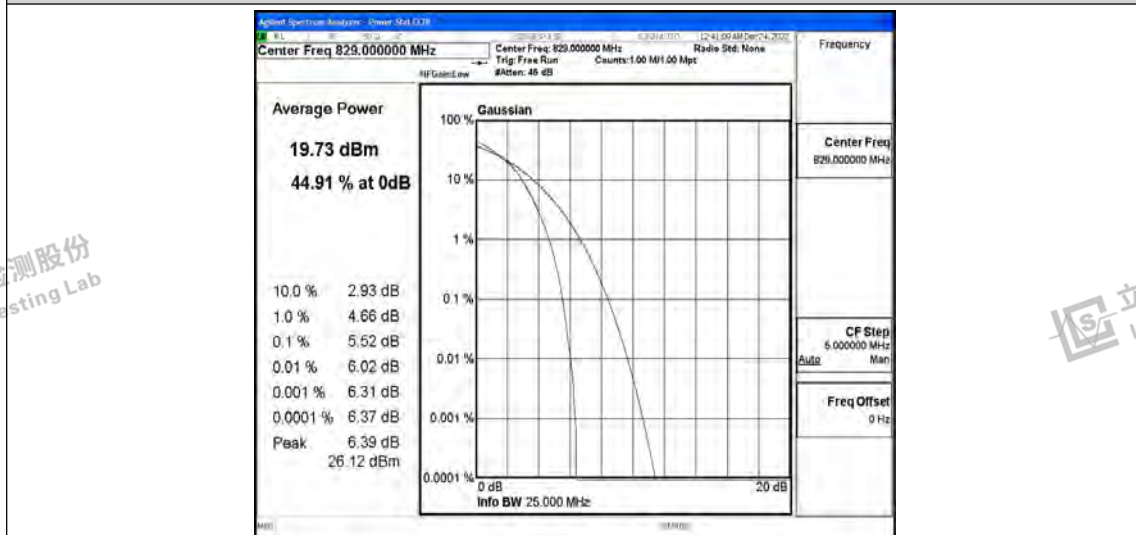 Agilent Spectrum Analyzer - Power Stat CCDF
Center Freq 829.000000 MHz
Center Freq: 829.000000 MHz
Radio Std: None
Trig: Free Run
Counts:1.00 M/1.00 Mpt
#IFGain:Low
#Atten: 46 dB
Average Power
19.73 dBm
44.91 % at 0dB
10.0 % 2.93 dB
1.0 % 4.66 dB
0.1 % 5.52 dB
0.01 % 6.02 dB
0.001 % 6.31 dB
0.0001 % 6.37 dB
Peak 6.39 dB
26.12 dBm
Gaussian
100 %
10 %
1 %
0.1 %
0.01 %
0.001 %
0.0001 %
0 dB
20 dB
Info BW 25.000 MHz
Frequency
Center Freq
829.000000 MHz
CF Step
5.000000 MHz
Auto Man
Freq Offset
0 Hz
测股份
esting Lab
立